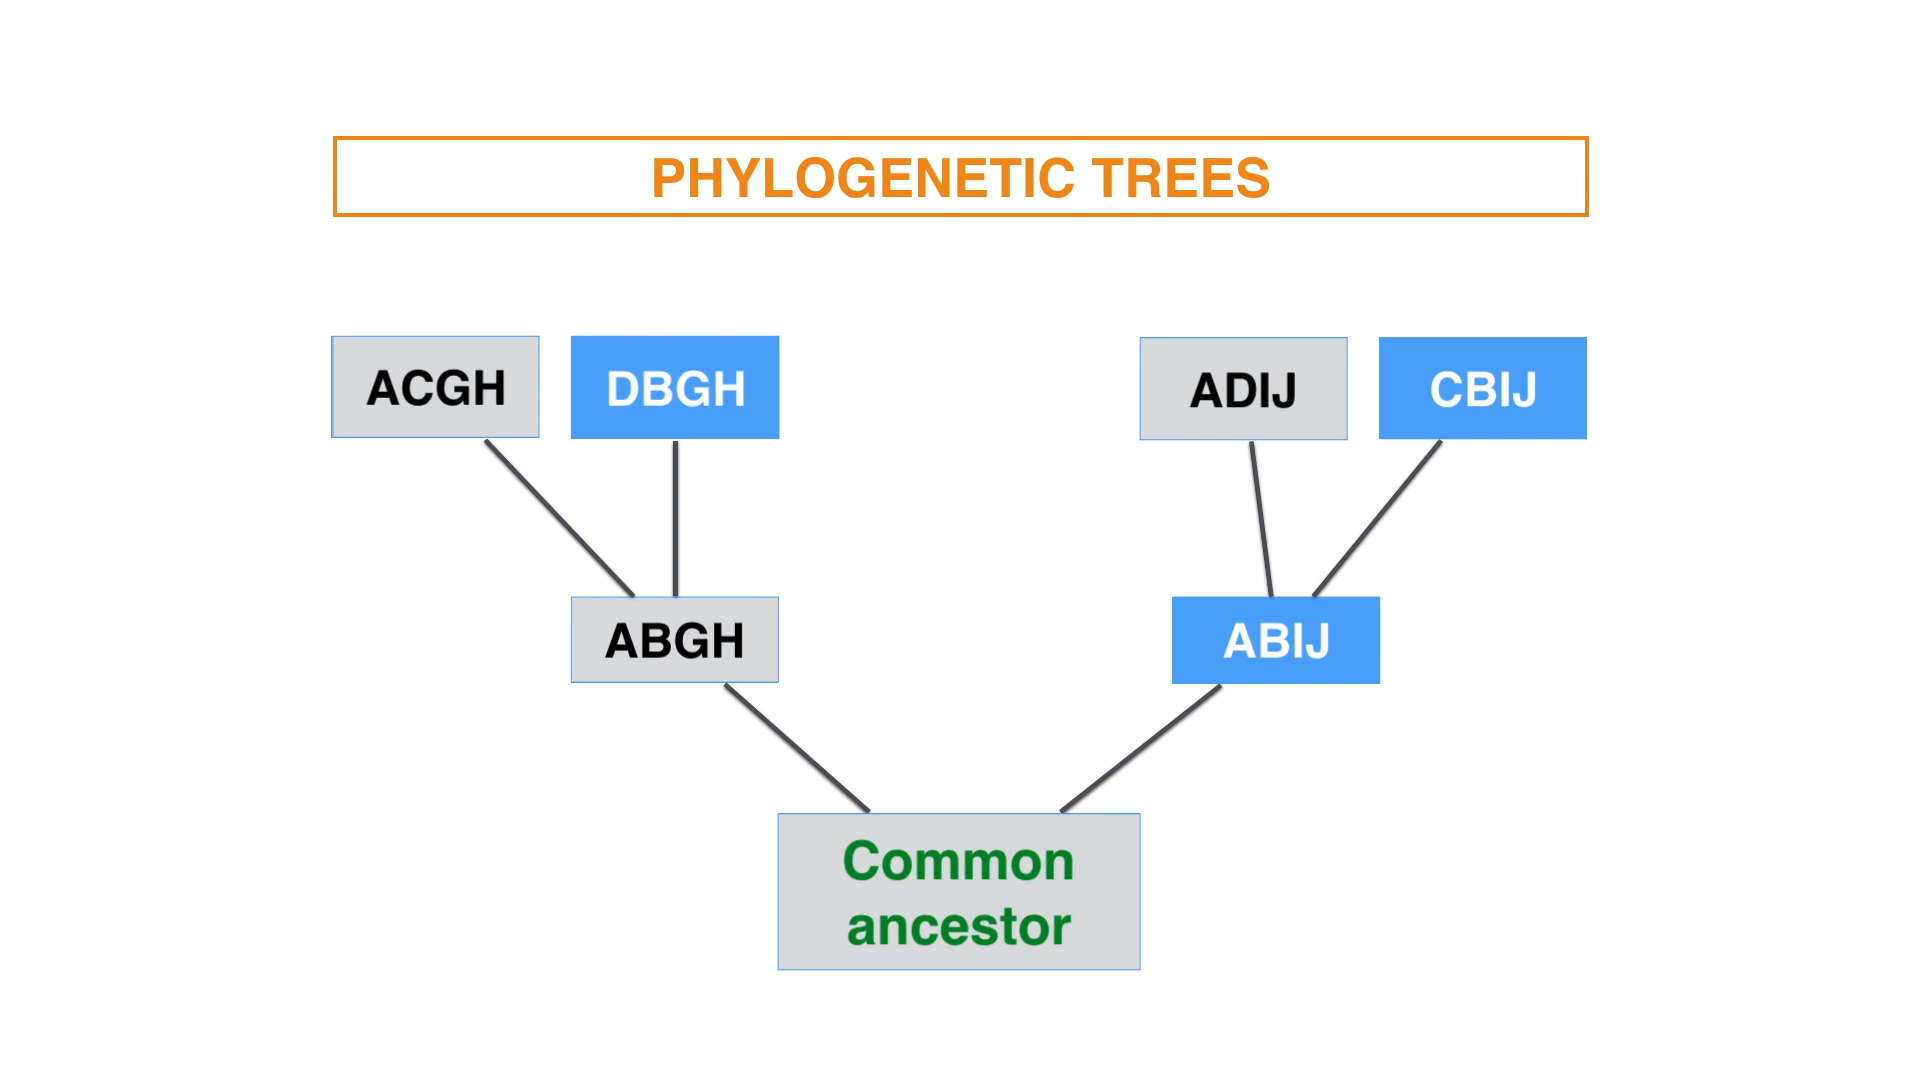 PHYLOGENETIC TREES
ACGH
DBGH
ADIJ
CBIJ
ABGH
ABIJ
Common
ancestor